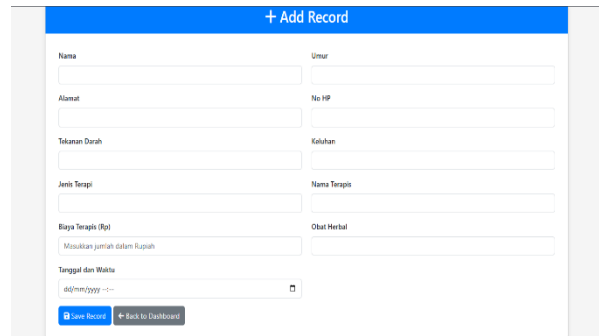 + Add Record
Nama
Umur
Alamat
No HP
Tekanan Darah
Keluhan
Jenis Terapi
Nama Terapis
Biaya Terapis (Rp)
Obat Herbal
Masukkan jumlah dalam Rupiah
Tanggal dan Waktu
dd/mm/yyyy --:--
Save Record
← Back to Dashboard